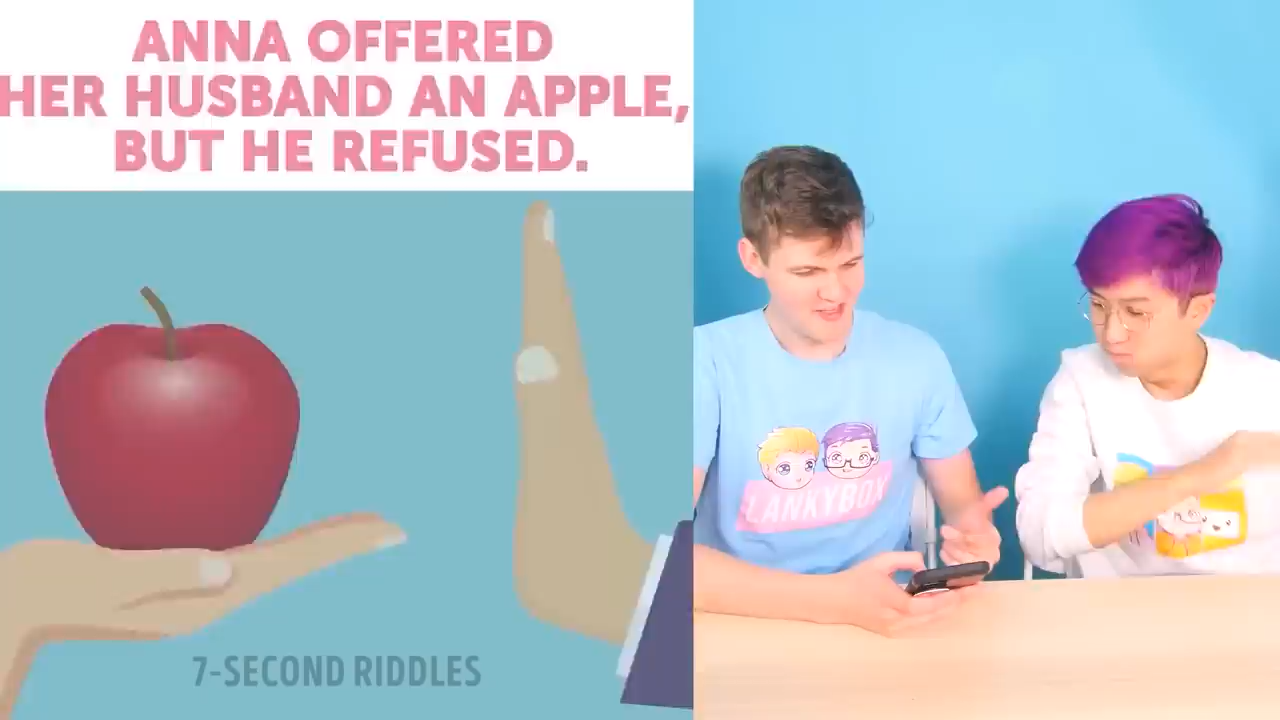 ANNA OFFERED
HER HUSBAND AN APPLE,
BUT HE REFUSED.
7-SECOND RIDDLES
LANKYBOX